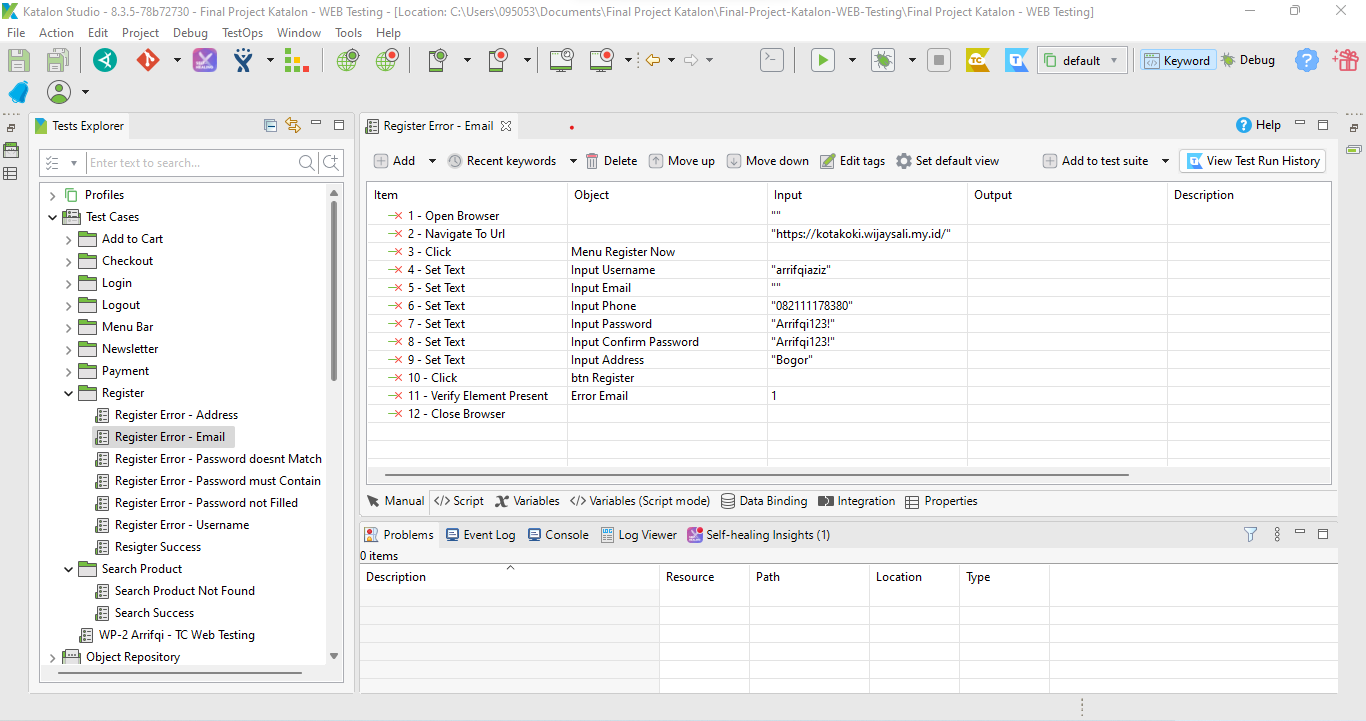 Katalon Studio - 8.3.5-78b72730 - Final Project Katalon - WEB Testing - [Location: C:\Users\095053\Documents\Final Project Katalon\Final-Project-Katalon-WEB-Testing\Final Project Katalon - WEB Testing]
File Action Edit Project Debug TestOps Window Tools Help
default Keyword Debug
Tests Explorer
Enter text to search...
Profiles
Test Cases
Add to Cart
Checkout
Login
Logout
Menu Bar
Newsletter
Payment
Register
Register Error - Address
Register Error - Email
Register Error - Password doesnt Match
Register Error - Password must Contain
Register Error - Password not Filled
Register Error - Username
Resigter Success
Search Product
Search Product Not Found
Search Success
WP-2 Arrifqi - TC Web Testing
Object Repository
Register Error - Email Help
Add Recent keywords Delete Move up Move down Edit tags Set default view Add to test suite View Test Run History
Item Object Input Output Description
1 - Open Browser ""
2 - Navigate To Url "https://kotakoki.wijaysali.my.id/"
3 - Click Menu Register Now
4 - Set Text Input Username "arrifqiaziz"
5 - Set Text Input Email ""
6 - Set Text Input Phone "082111178380"
7 - Set Text Input Password "Arrifqi123!"
8 - Set Text Input Confirm Password "Arrifqi123!"
9 - Set Text Input Address "Bogor"
10 - Click btn Register
11 - Verify Element Present Error Email 1
12 - Close Browser
Manual </> Script Variables </> Variables (Script mode) Data Binding Integration Properties
Problems Event Log Console Log Viewer Self-healing Insights (1)
0 items
Description Resource Path Location Type